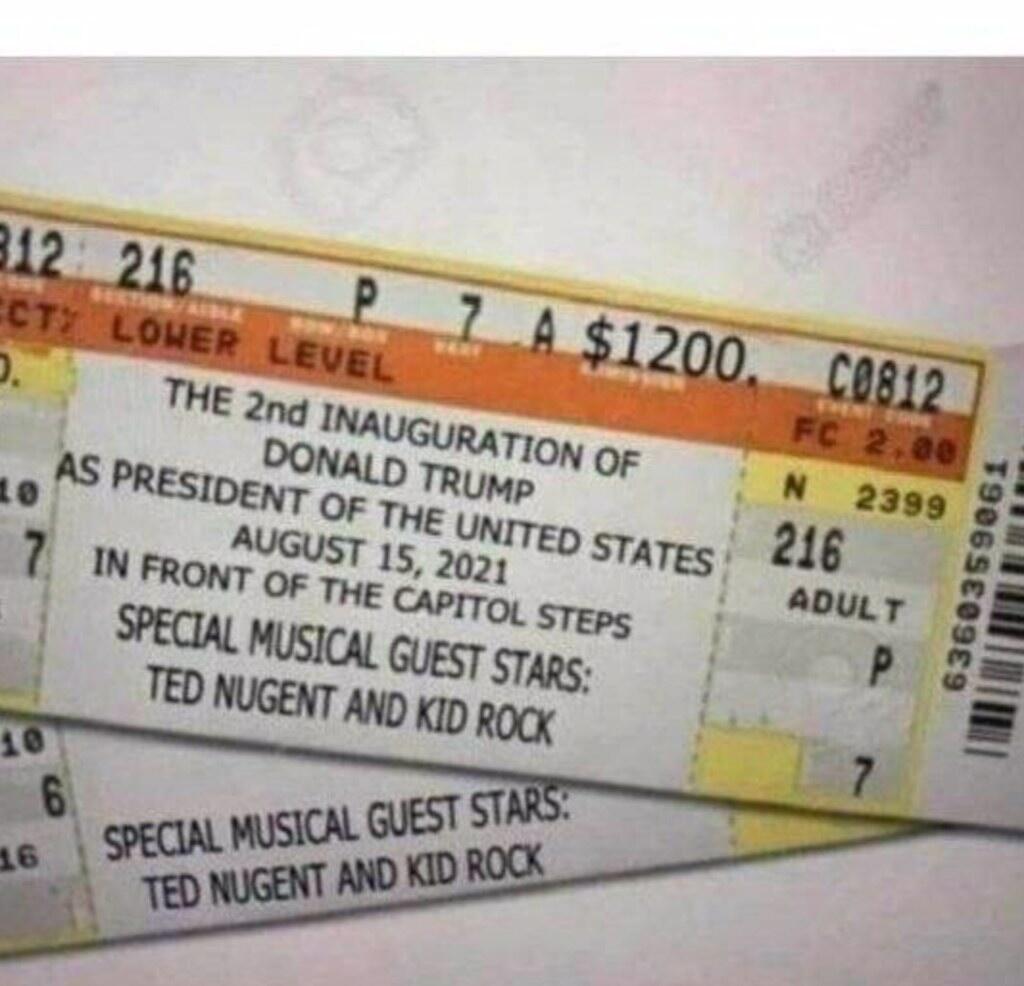 312 216 P 7 A $1200. C0812
ECT% LOWER LEVEL
FC 2.00
0.
THE 2nd INAUGURATION OF
DONALD TRUMP
AS PRESIDENT OF THE UNITED STATES
AUGUST 15, 2021
IN FRONT OF THE CAPITOL STEPS
SPECIAL MUSICAL GUEST STARS:
TED NUGENT AND KID ROCK
10
7
N 2399
216
ADULT
P
7
6360359061
10
6
16
SPECIAL MUSICAL GUEST STARS:
TED NUGENT AND KID ROCK